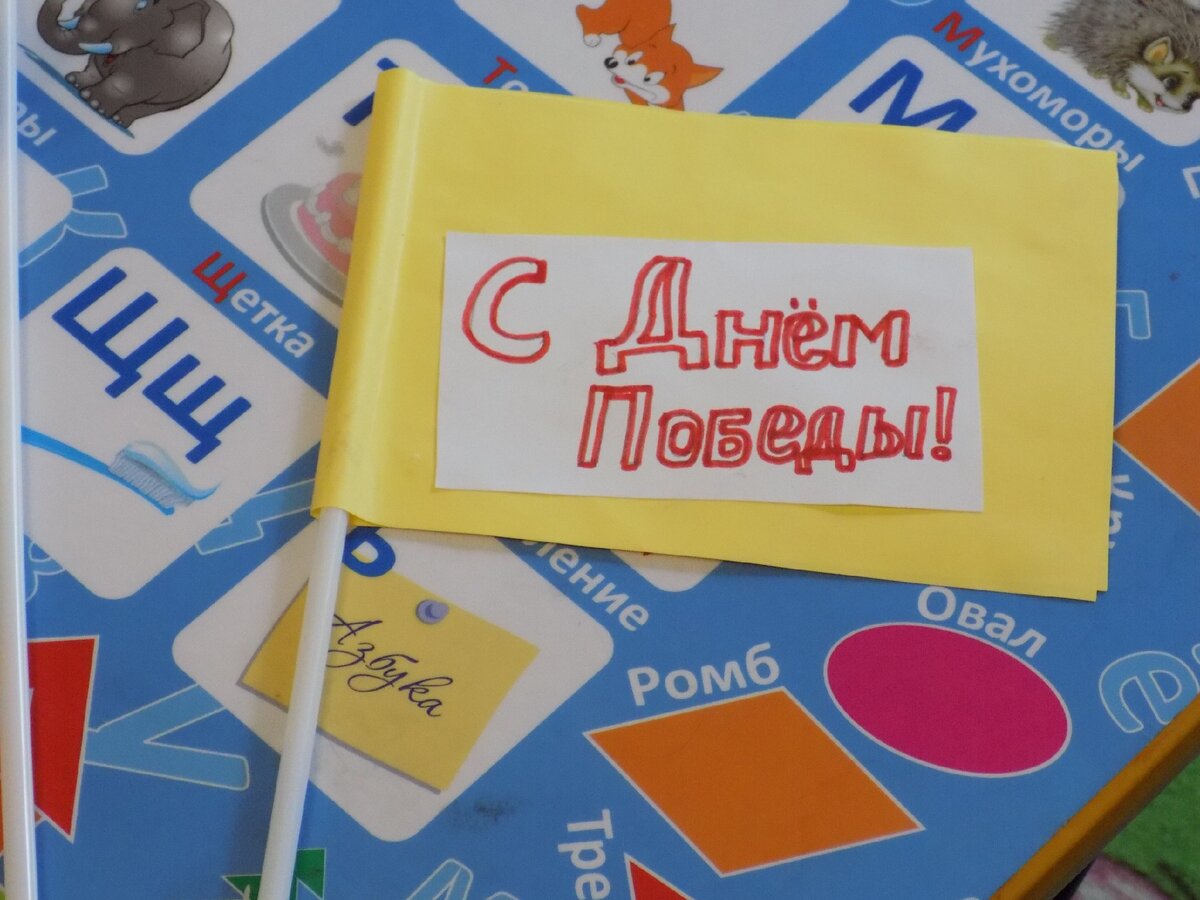 Мухоморы
М
С Днём
Победы!
Щетка
Щщ
Азбука
Ромб
Овал